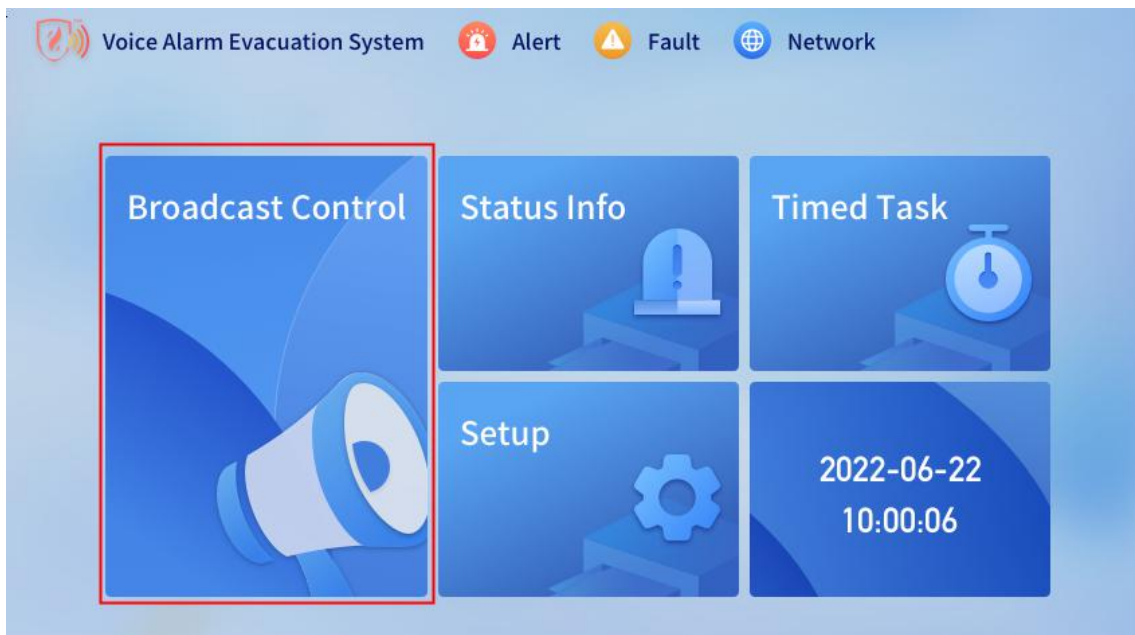 Voice Alarm Evacuation System Alert Fault Network
Broadcast Control
Status Info
Timed Task
Setup
2022-06-22
10:00:06